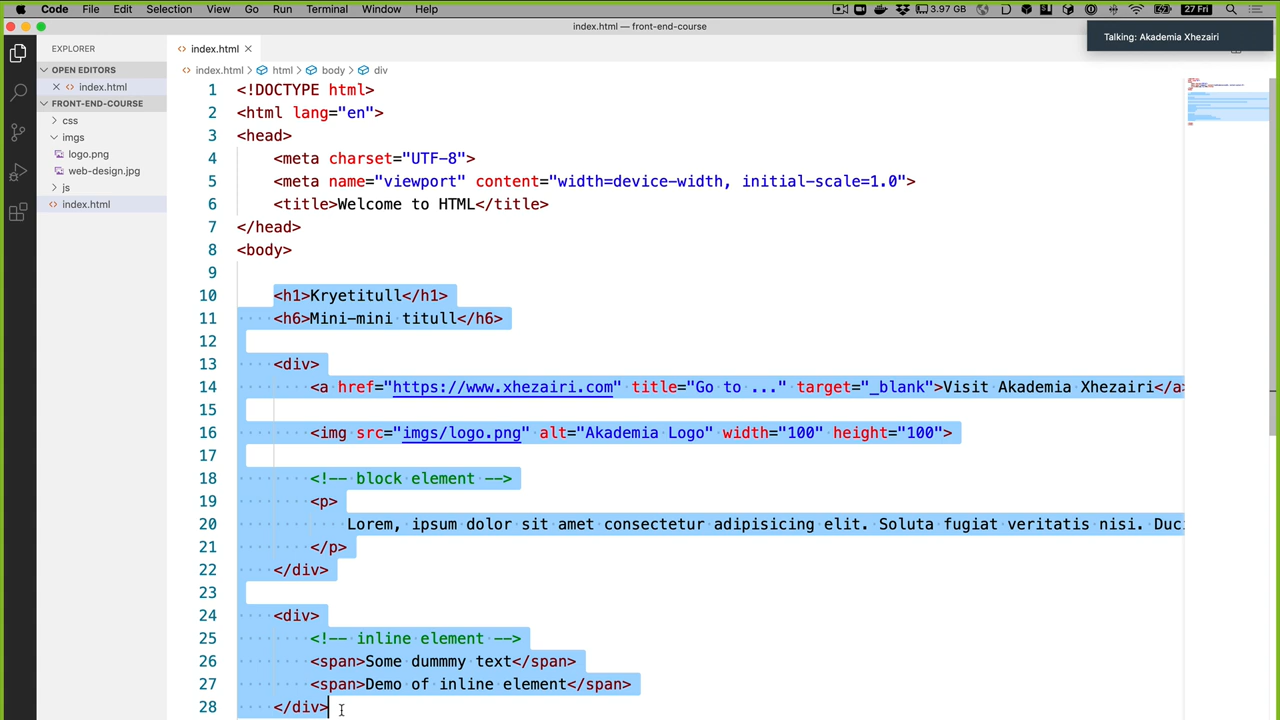 Code File Edit Selection View Go Run Terminal Window Help 3.97 GB 27 Fri
index.html — front-end-course
Talking: Akademia Xhezairi
EXPLORER
OPEN EDITORS
index.html
FRONT-END-COURSE
css
imgs
logo.png
web-design.jpg
js
index.html
index.html
index.html > html > body > div
1 <!DOCTYPE html>
2 <html lang="en">
3 <head>
4 <meta charset="UTF-8">
5 <meta name="viewport" content="width=device-width, initial-scale=1.0">
6 <title>Welcome to HTML</title>
7 </head>
8 <body>
9
10 <h1>Kryetitull</h1>
11 <h6>Mini-mini titull</h6>
12
13 <div>
14 <a href="https://www.xhezairi.com" title="Go to ..." target="_blank">Visit Akademia Xhezairi</a>
15
16 <img src="imgs/logo.png" alt="Akademia Logo" width="100" height="100">
17
18 <!-- block element -->
19 <p>
20 Lorem, ipsum dolor sit amet consectetur adipisicing elit. Soluta fugiat veritatis nisi. Duc
21 </p>
22 </div>
23
24 <div>
25 <!-- inline element -->
26 <span>Some dummmy text</span>
27 <span>Demo of inline element</span>
28 </div>